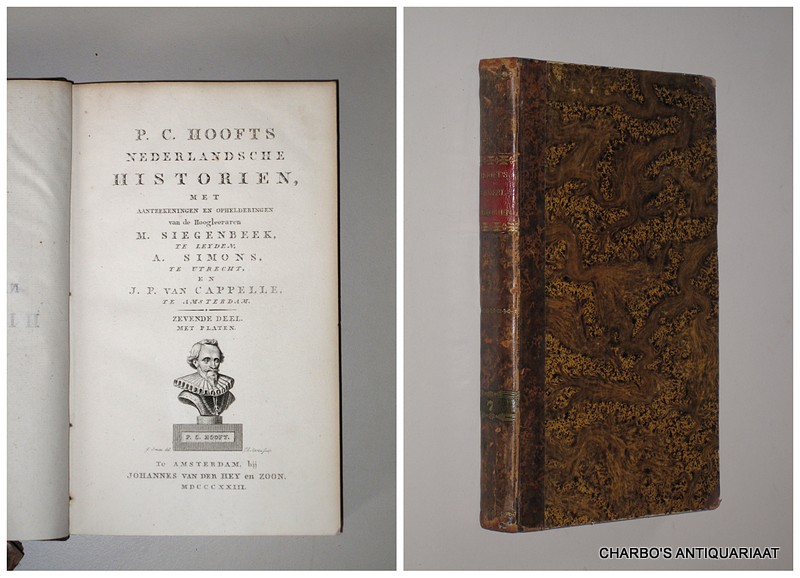 P. C. HOOFTS
NEDERLANDSCHE
HISTORIEN,
MET
AANTEEKENINGEN EN OPHELDERINGEN
van de Hoogleeraren
M. SIEGENBEEK,
TE LEYDEN,
A. SIMONS,
TE UTRECHT,
EN
J. P. VAN CAPPELLE,
TE AMSTERDAM.
ZEVENDE DEEL.
MET PLATEN.
P. C. HOOFT.
Te AMSTERDAM, bij
JOHANNES VAN DER HEY en ZOON.
MDCCCXXIII.
7
CHARBO'S ANTIQUARIAAT